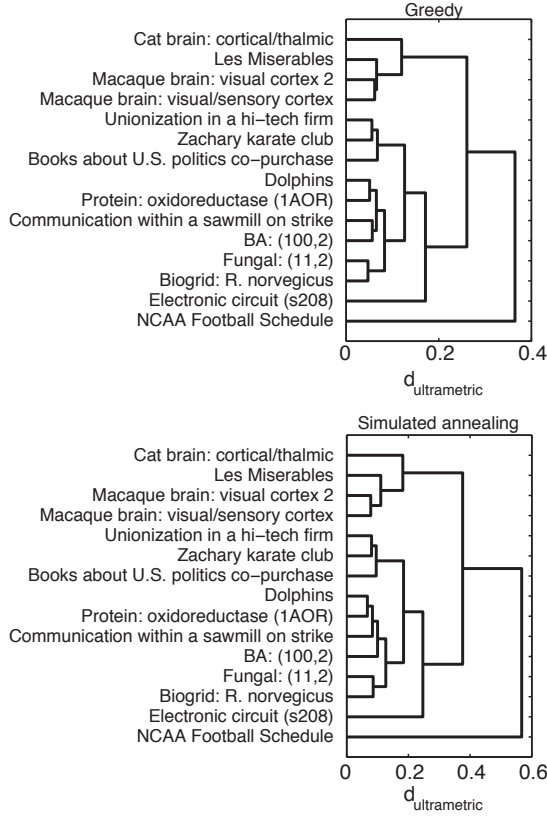 Greedy
Cat brain: cortical/thalmic
Les Miserables
Macaque brain: visual cortex 2
Macaque brain: visual/sensory cortex
Unionization in a hi−tech firm
Zachary karate club
Books about U.S. politics co−purchase
Dolphins
Protein: oxidoreductase (1AOR)
Communication within a sawmill on strike
BA: (100,2)
Fungal: (11,2)
Biogrid: R. norvegicus
Electronic circuit (s208)
NCAA Football Schedule
0 0.2 0.4
d_ultrametric
Simulated annealing
Cat brain: cortical/thalmic
Les Miserables
Macaque brain: visual cortex 2
Macaque brain: visual/sensory cortex
Unionization in a hi−tech firm
Zachary karate club
Books about U.S. politics co−purchase
Dolphins
Protein: oxidoreductase (1AOR)
Communication within a sawmill on strike
BA: (100,2)
Fungal: (11,2)
Biogrid: R. norvegicus
Electronic circuit (s208)
NCAA Football Schedule
0 0.2 0.4 0.6
d_ultrametric